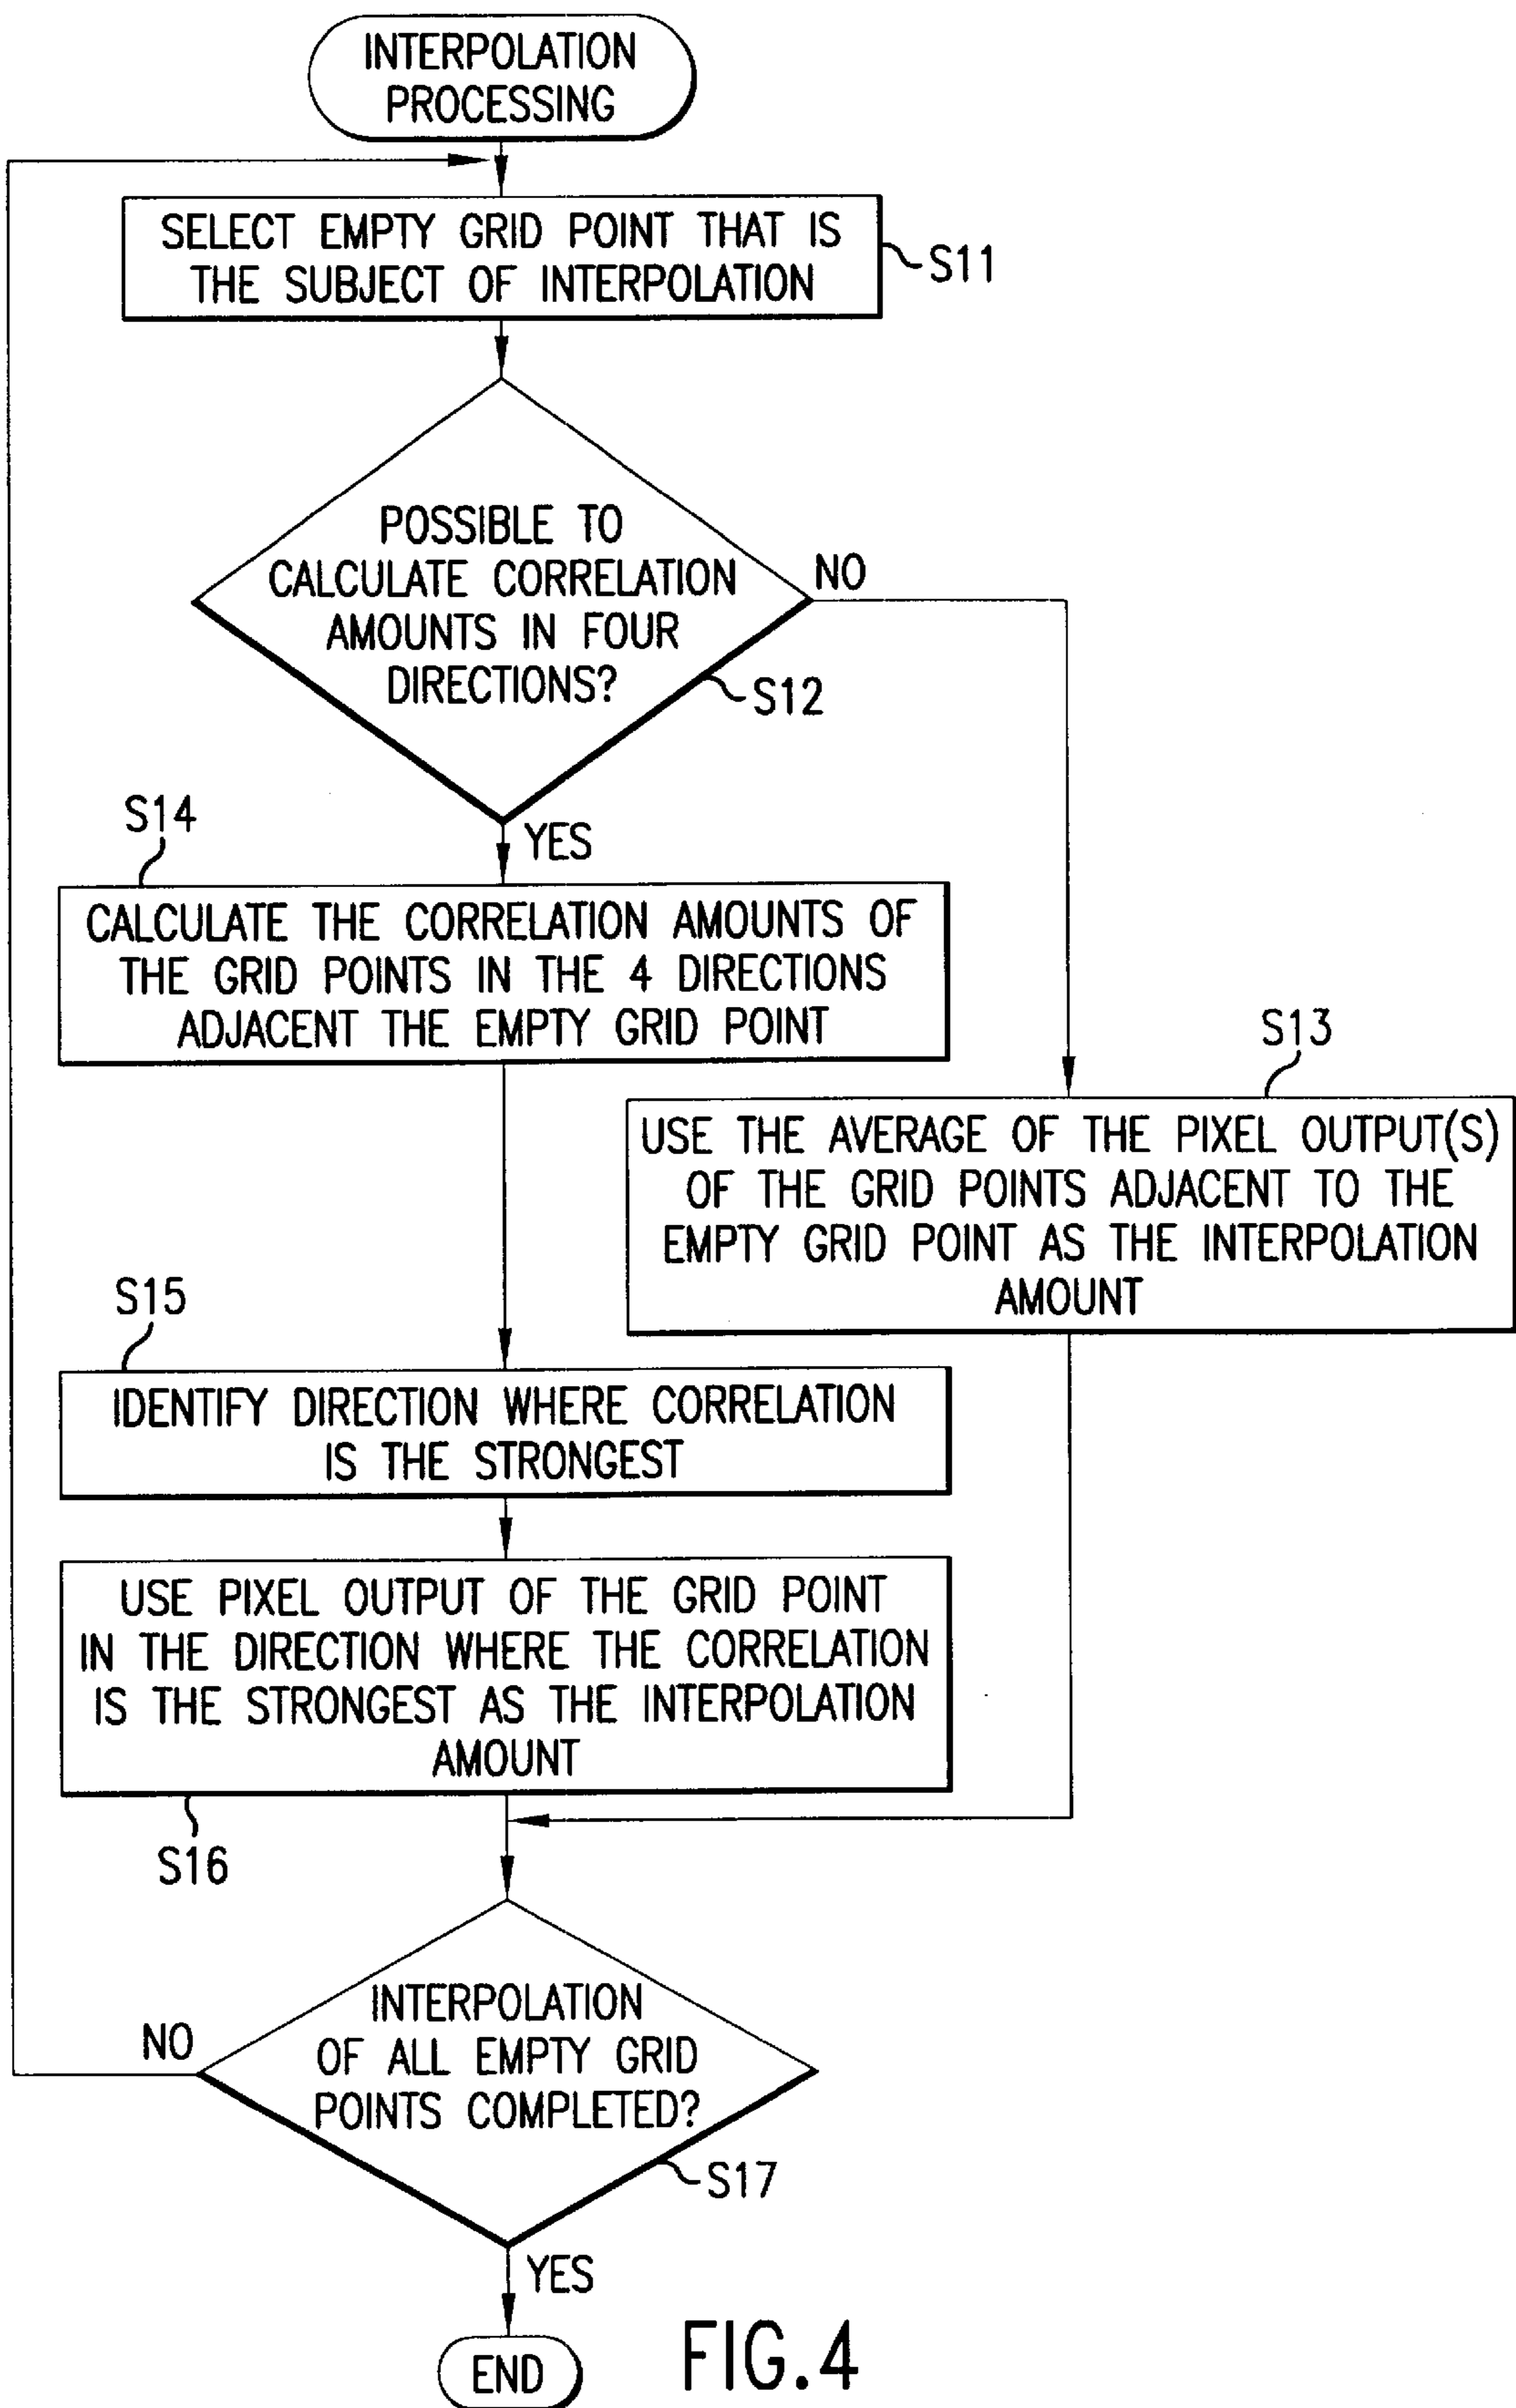 INTERPOLATION
PROCESSING
SELECT EMPTY GRID POINT THAT IS
THE SUBJECT OF INTERPOLATION
S11
POSSIBLE TO
CALCULATE CORRELATION
AMOUNTS IN FOUR
DIRECTIONS?
NO
S12
YES
S14
CALCULATE THE CORRELATION AMOUNTS OF
THE GRID POINTS IN THE 4 DIRECTIONS
ADJACENT THE EMPTY GRID POINT
S13
USE THE AVERAGE OF THE PIXEL OUTPUT(S)
OF THE GRID POINTS ADJACENT TO THE
EMPTY GRID POINT AS THE INTERPOLATION
AMOUNT
S15
IDENTIFY DIRECTION WHERE CORRELATION
IS THE STRONGEST
USE PIXEL OUTPUT OF THE GRID POINT
IN THE DIRECTION WHERE THE CORRELATION
IS THE STRONGEST AS THE INTERPOLATION
AMOUNT
S16
INTERPOLATION
OF ALL EMPTY GRID
POINTS COMPLETED?
NO
S17
YES
END
FIG.4